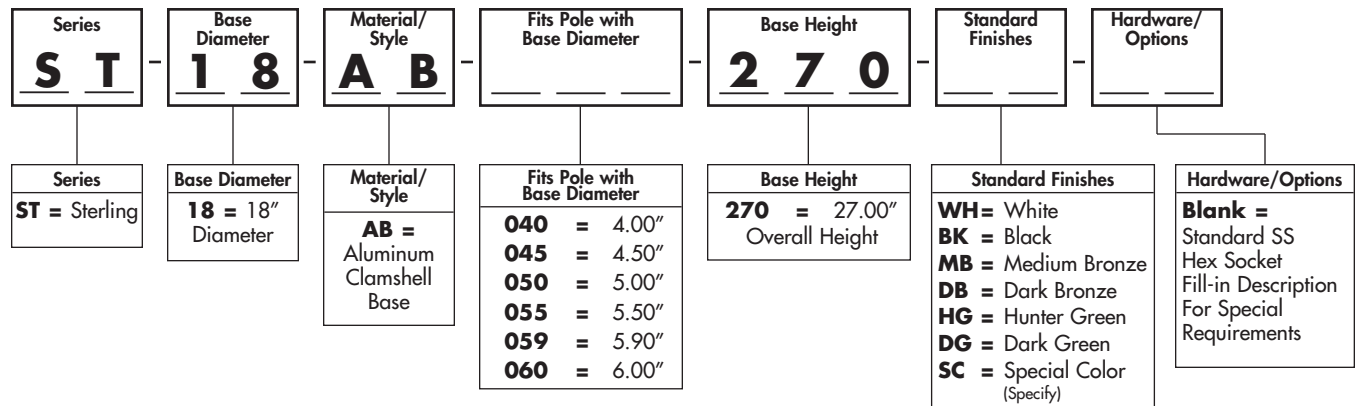 Series
Base
Diameter
Material/
Style
Fits Pole with
Base Diameter
Base Height
Standard
Finishes
Hardware/
Options
S T - 1 8 - A B - - 2 7 0 - -
Series
ST = Sterling
Base Diameter
18 = 18″
Diameter
Material/
Style
AB =
Aluminum
Clamshell
Base
Fits Pole with
Base Diameter
040 = 4.00″
045 = 4.50″
050 = 5.00″
055 = 5.50″
059 = 5.90″
060 = 6.00″
Base Height
270 = 27.00″
Overall Height
Standard Finishes
WH = White
BK = Black
MB = Medium Bronze
DB = Dark Bronze
HG = Hunter Green
DG = Dark Green
SC = Special Color
(Specify)
Hardware/Options
Blank =
Standard SS
Hex Socket
Fill-in Description
For Special
Requirements